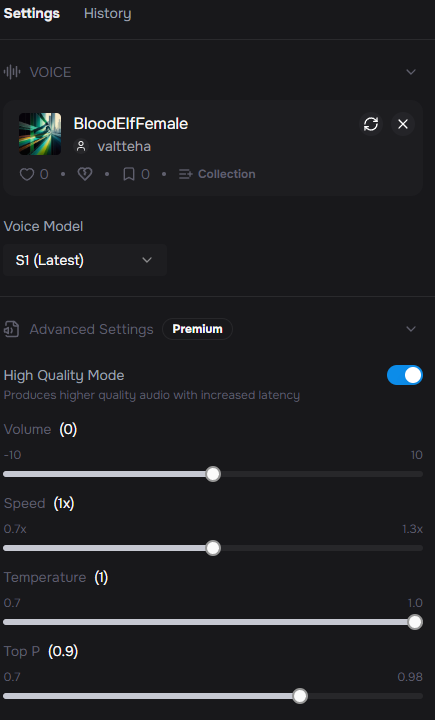 Settings History
VOICE
BloodElfFemale
valtteha
0 • • 0 • Collection
Voice Model
S1 (Latest)
Advanced Settings Premium
High Quality Mode
Produces higher quality audio with increased latency
Volume (0)
-10 10
Speed (1x)
0.7x 1.3x
Temperature (1)
0.7 1.0
Top P (0.9)
0.7 0.98